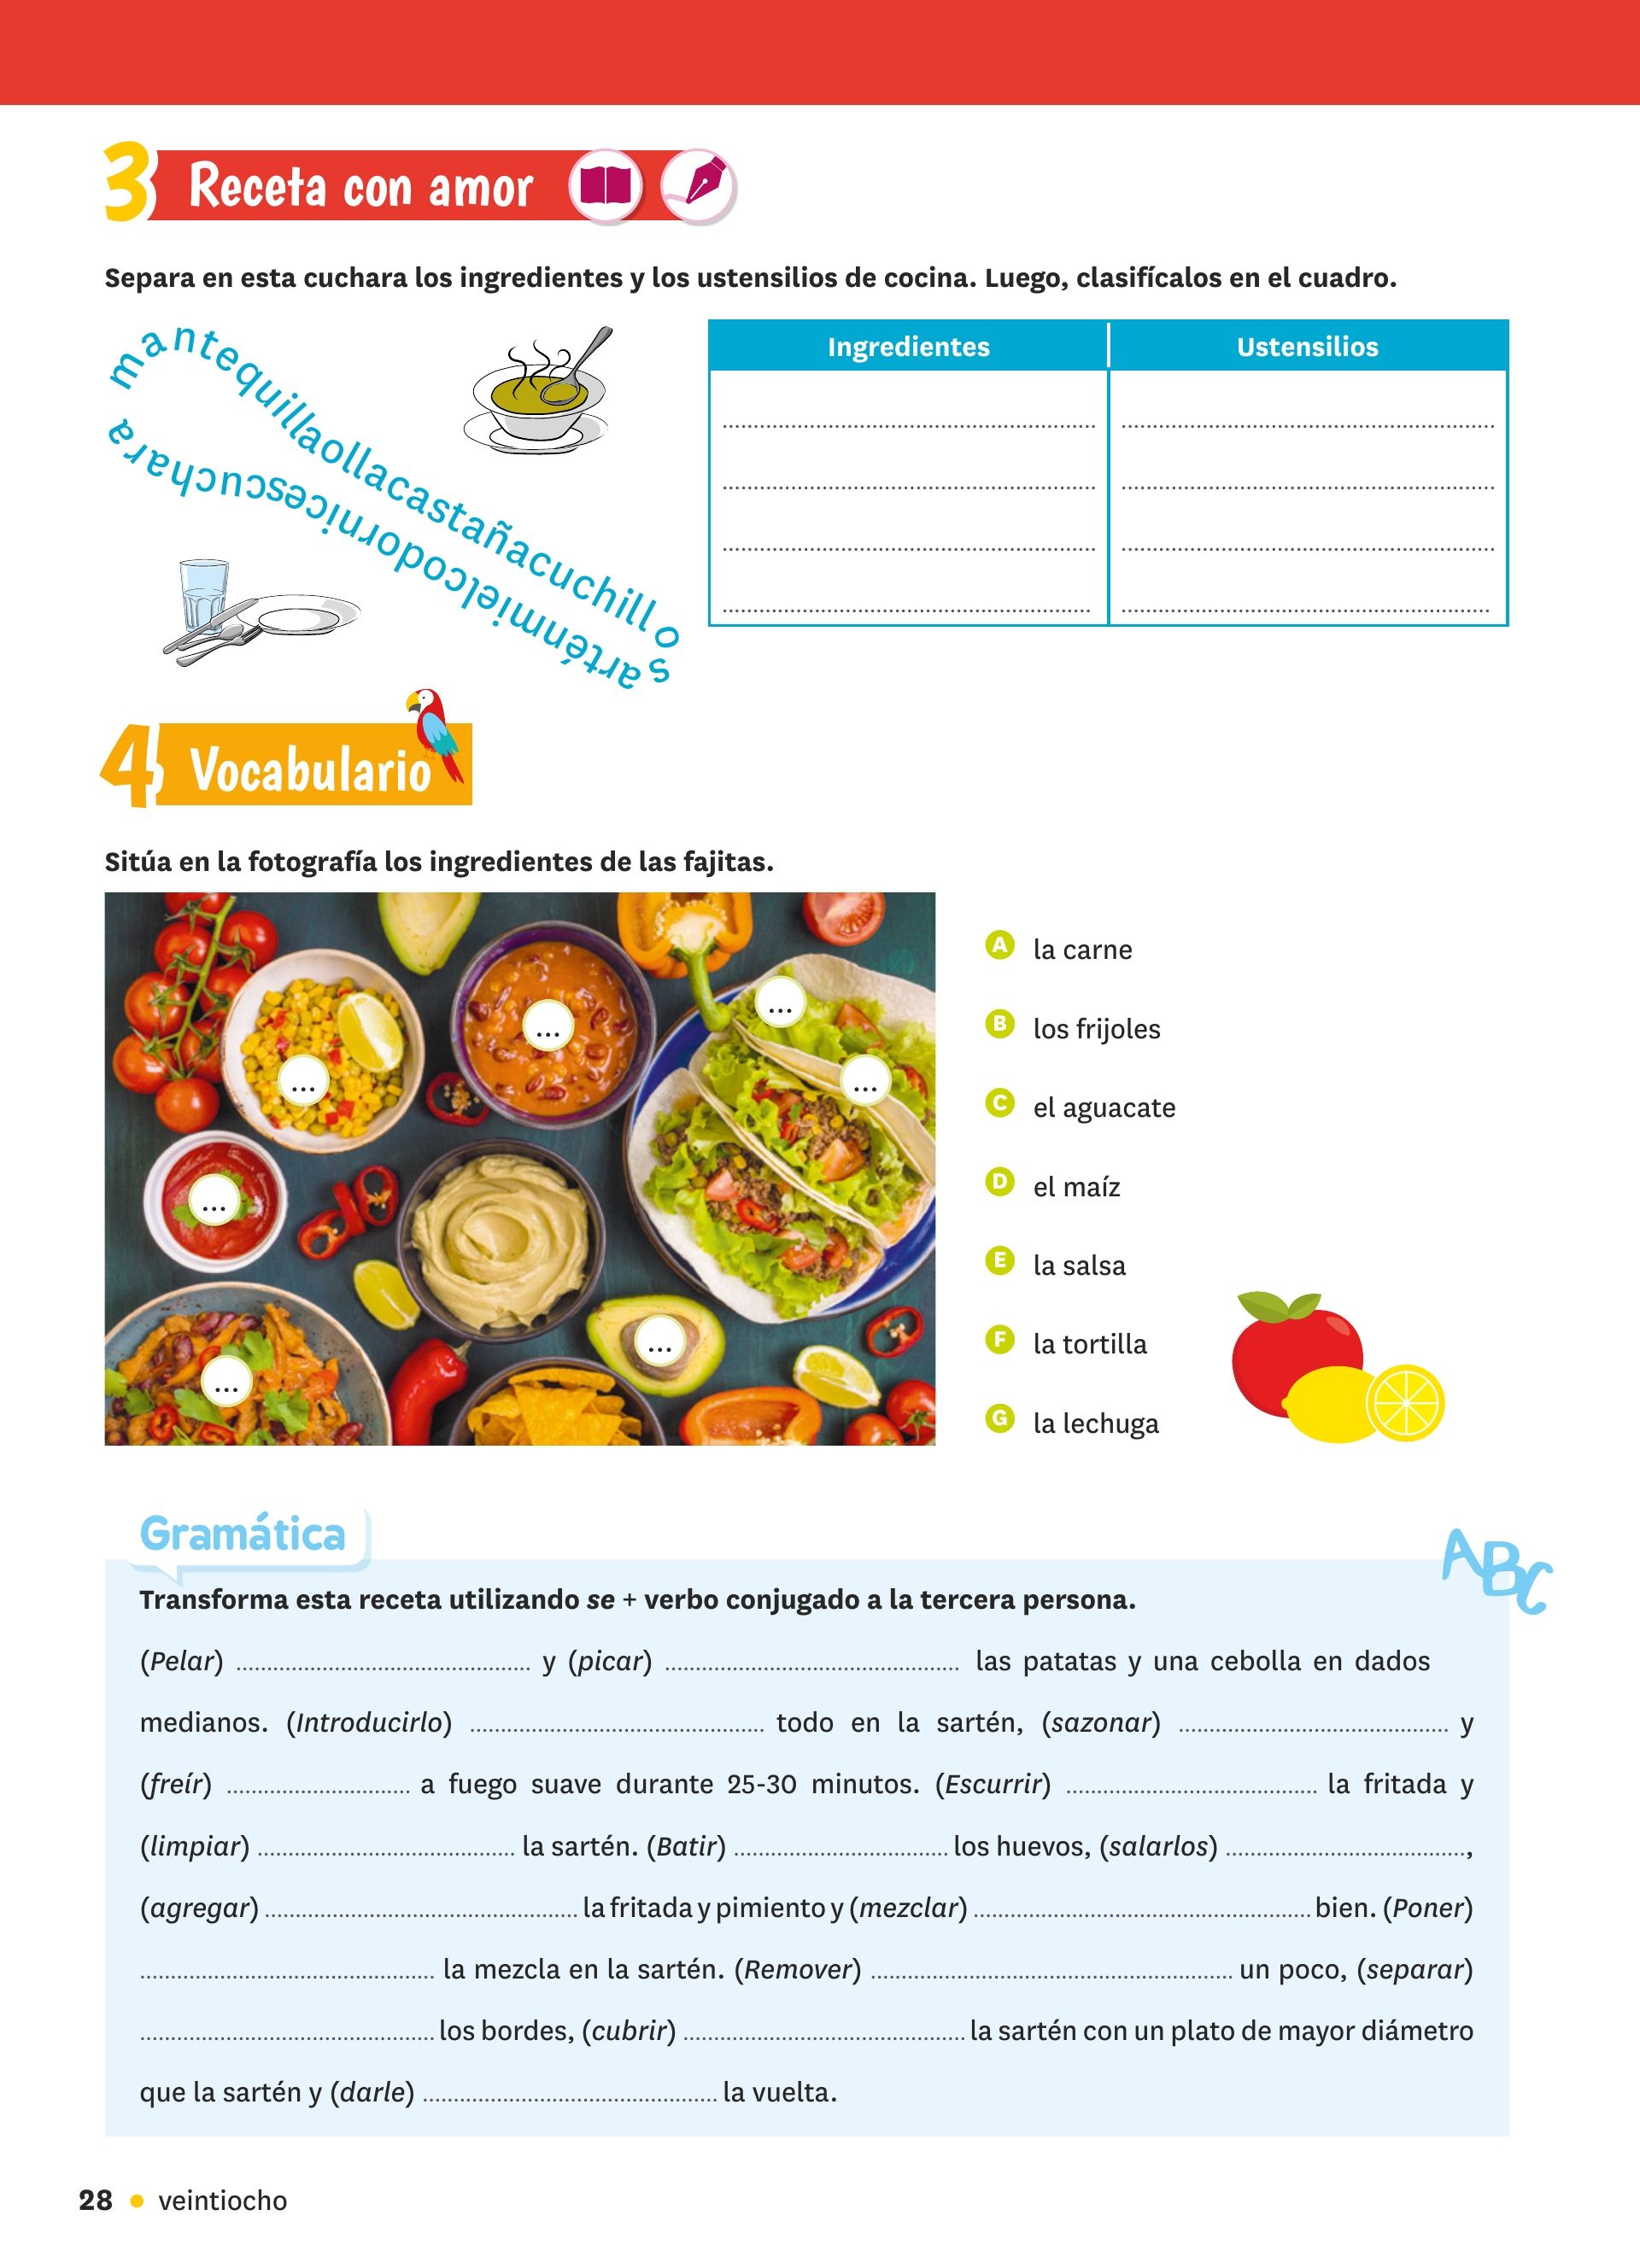 3 Receta con amor
Separa en esta cuchara los ingredientes y los ustensilios de cocina. Luego, clasifícalos en el cuadro.
mantequillaollacastañacuchillosarténmielcodornicescuchara
Ingredientes Ustensilios
4 Vocabulario
Sitúa en la fotografía los ingredientes de las fajitas.
...
...
...
...
...
...
...
A la carne
B los frijoles
C el aguacate
D el maíz
E la salsa
F la tortilla
G la lechuga
Gramática
ABC
Transforma esta receta utilizando se + verbo conjugado a la tercera persona.
(Pelar) ................ y (picar) ................ las patatas y una cebolla en dados
medianos. (Introducirlo) ................ todo en la sartén, (sazonar) ................ y
(freír) ................ a fuego suave durante 25-30 minutos. (Escurrir) ................ la fritada y
(limpiar) ................ la sartén. (Batir) ................ los huevos, (salarlos) ................,
(agregar) ................ la fritada y pimiento y (mezclar) ................ bien. (Poner)
................ la mezcla en la sartén. (Remover) ................ un poco, (separar)
................ los bordes, (cubrir) ................ la sartén con un plato de mayor diámetro
que la sartén y (darle) ................ la vuelta.
28 • veintiocho